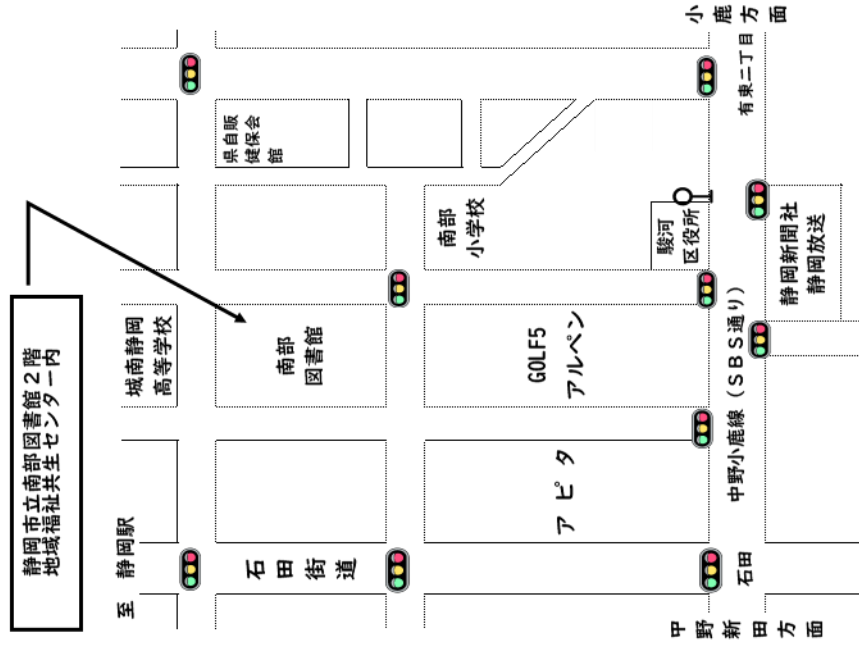 静岡市立南部図書館２階
地域福祉共生センター内
至　静岡駅
城南静岡
高等学校
県自販
健保会
館
南部
図書館
南部
小学校
石田街道
アピタ
GOLF5
アルペン
駿河
区役所
静岡新聞社
静岡放送
中野小鹿線（ＳＢＳ通り）
石田
有東二丁目
小鹿方面
中野新田方面